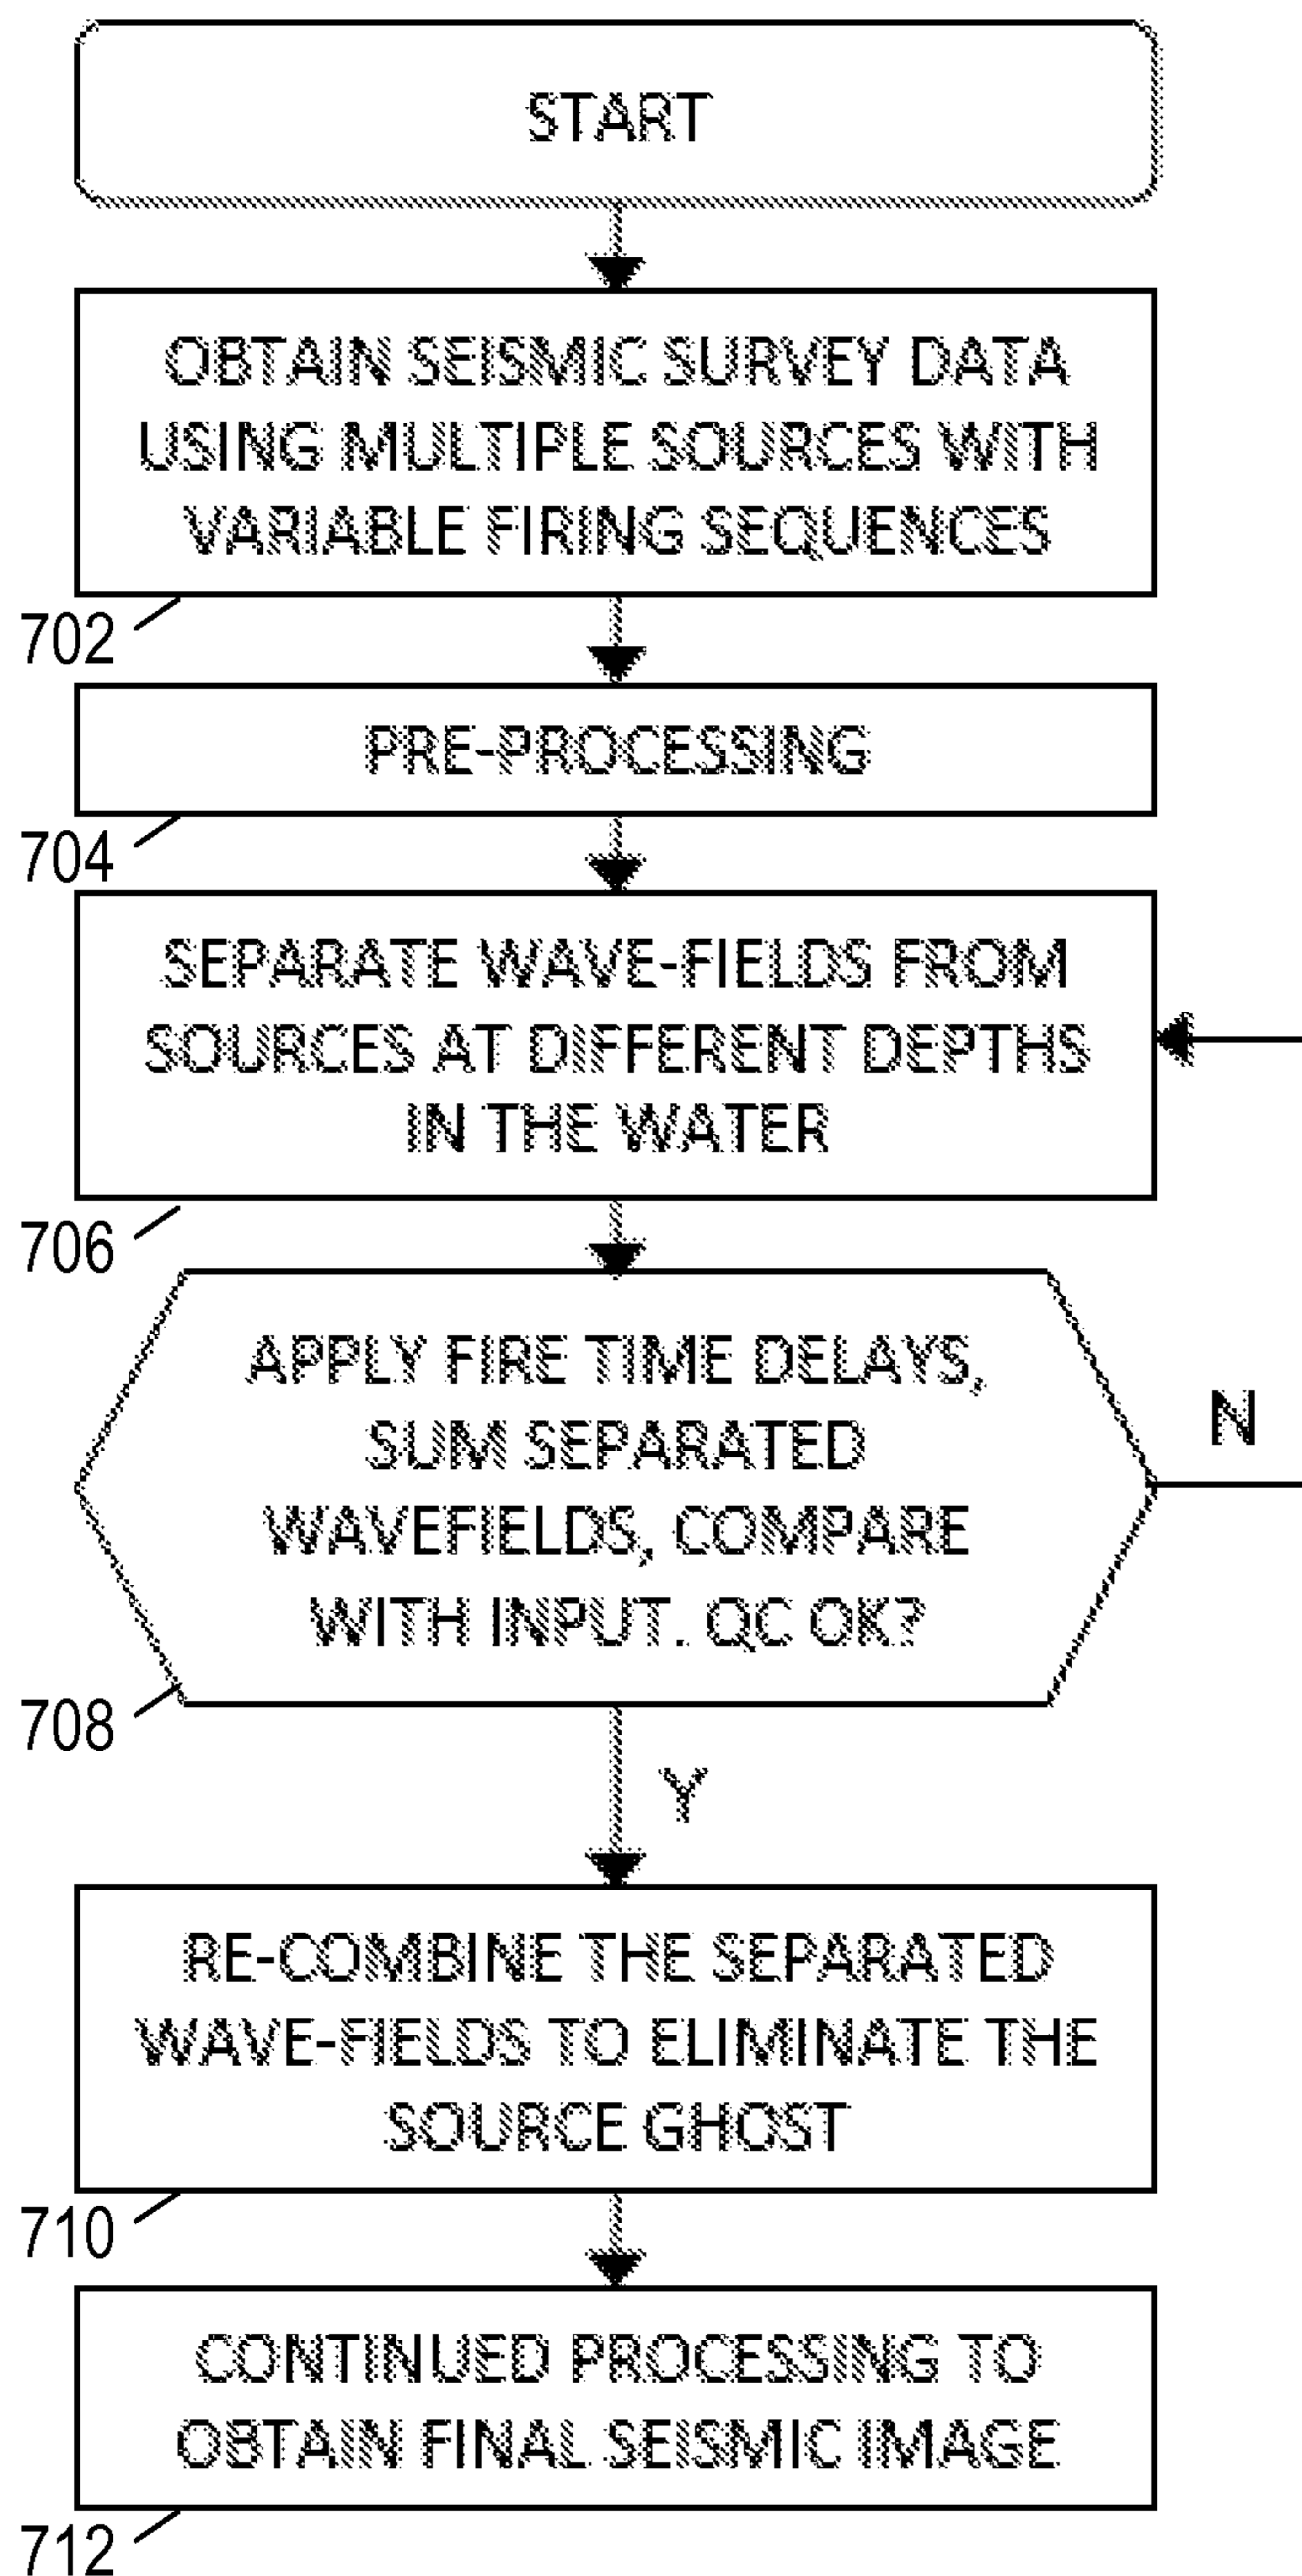 START
OBTAIN SEISMIC SURVEY DATA
USING MULTIPLE SOURCES WITH
VARIABLE FIRING SEQUENCES
702
PRE-PROCESSING
704
SEPARATE WAVE-FIELDS FROM
SOURCES AT DIFFERENT DEPTHS
IN THE WATER
706
APPLY FIRE TIME DELAYS,
SUM SEPARATED
WAVEFIELDS, COMPARE
WITH INPUT. QC OK?
N
708
Y
RE-COMBINE THE SEPARATED
WAVE-FIELDS TO ELIMINATE THE
SOURCE GHOST
710
CONTINUED PROCESSING TO
OBTAIN FINAL SEISMIC IMAGE
712